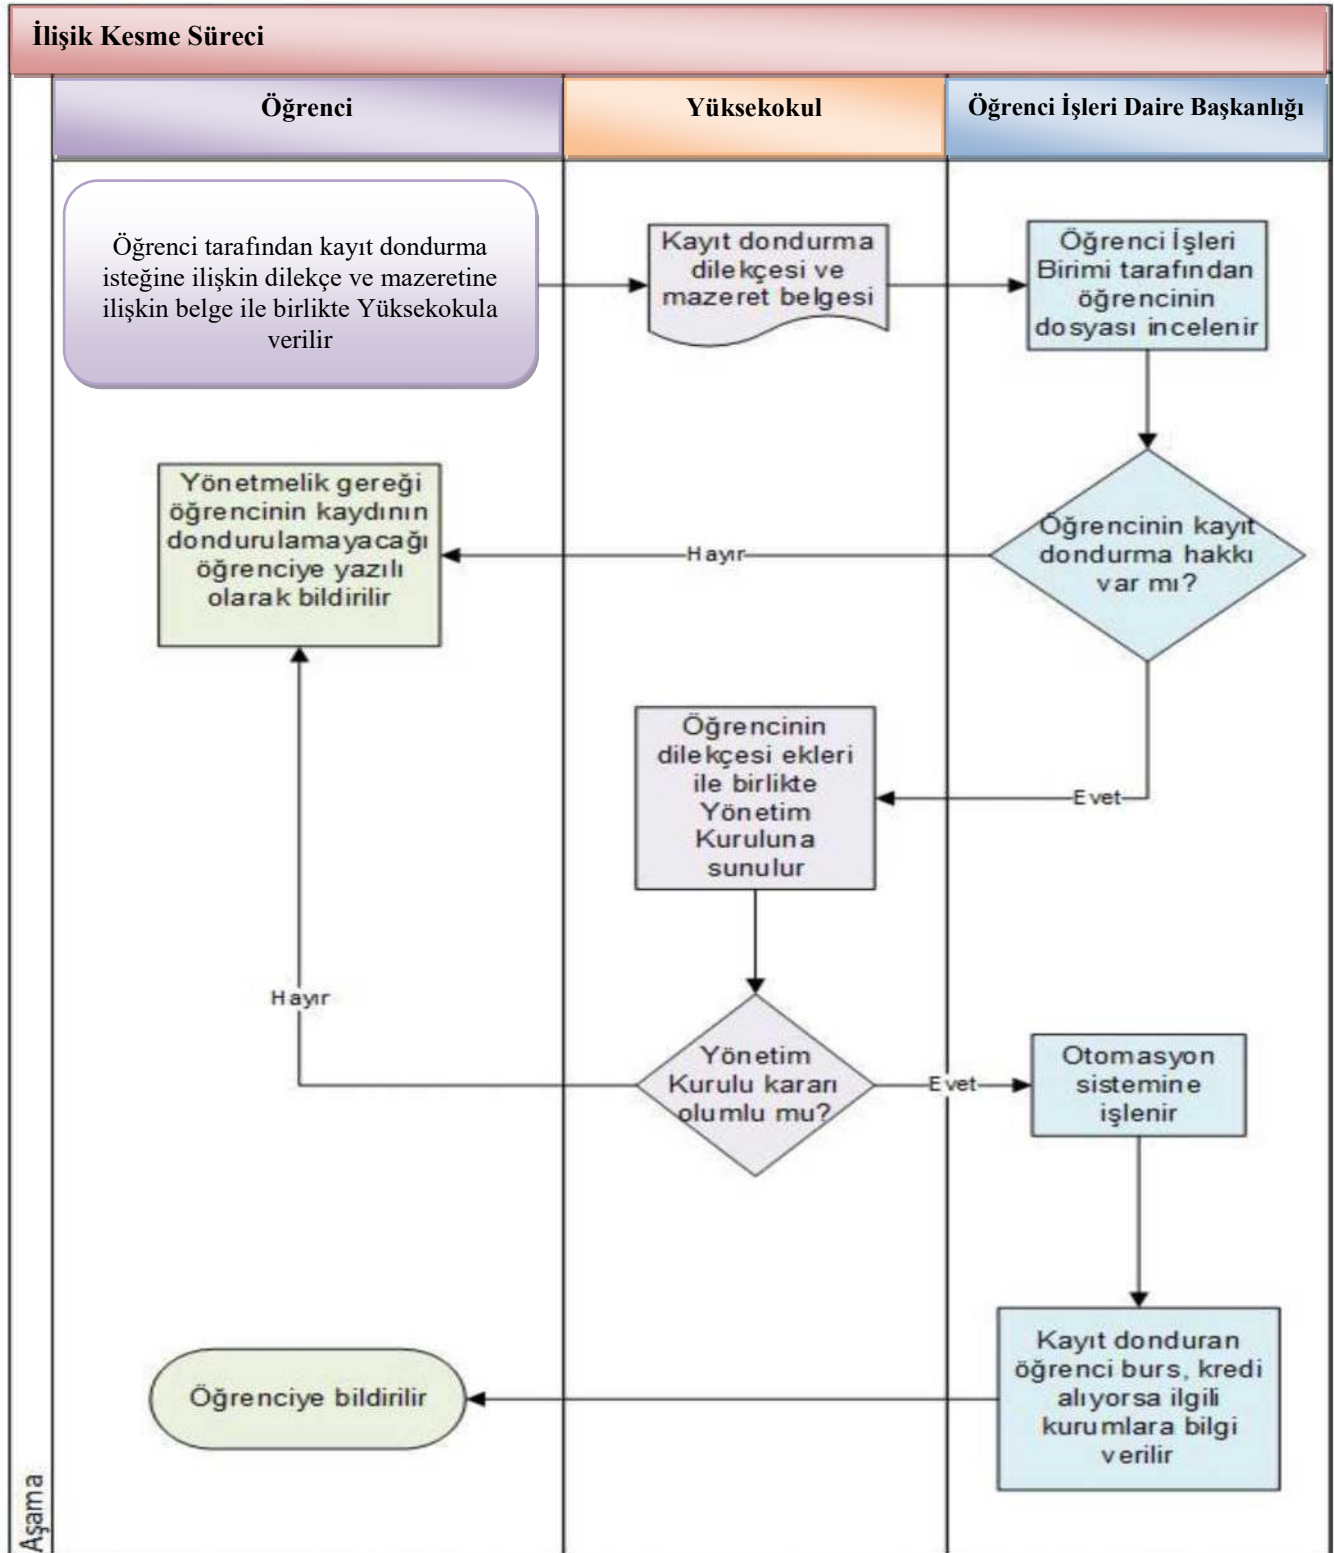 İlişik Kesme Süreci
Öğrenci
Yüksekokul
Öğrenci İşleri Daire Başkanlığı
Öğrenci tarafından kayıt dondurma
isteğine ilişkin dilekçe ve mazeretine
ilişkin belge ile birlikte Yüksekokula
verilir
Kayıt dondurma
dilekçesi ve
mazeret belgesi
Öğrenci İşleri
Birimi tarafından
öğrencinin
dosyası incelenir
Öğrencinin kayıt
dondurma hakkı
var mı?
Hayır
Yönetmelik gereği
öğrencinin kaydının
dondurulamayacağı
öğrenciye yazılı
olarak bildirilir
Evet
Öğrencinin
dilekçesi ekleri
ile birlikte
Yönetim
Kuruluna
sunulur
Hayır
Yönetim
Kurulu kararı
olumlu mu?
Evet
Otomasyon
sistemine
işlenir
Kayıt donduran
öğrenci burs, kredi
alıyorsa ilgili
kurumlara bilgi
verilir
Öğrenciye bildirilir
Aşama